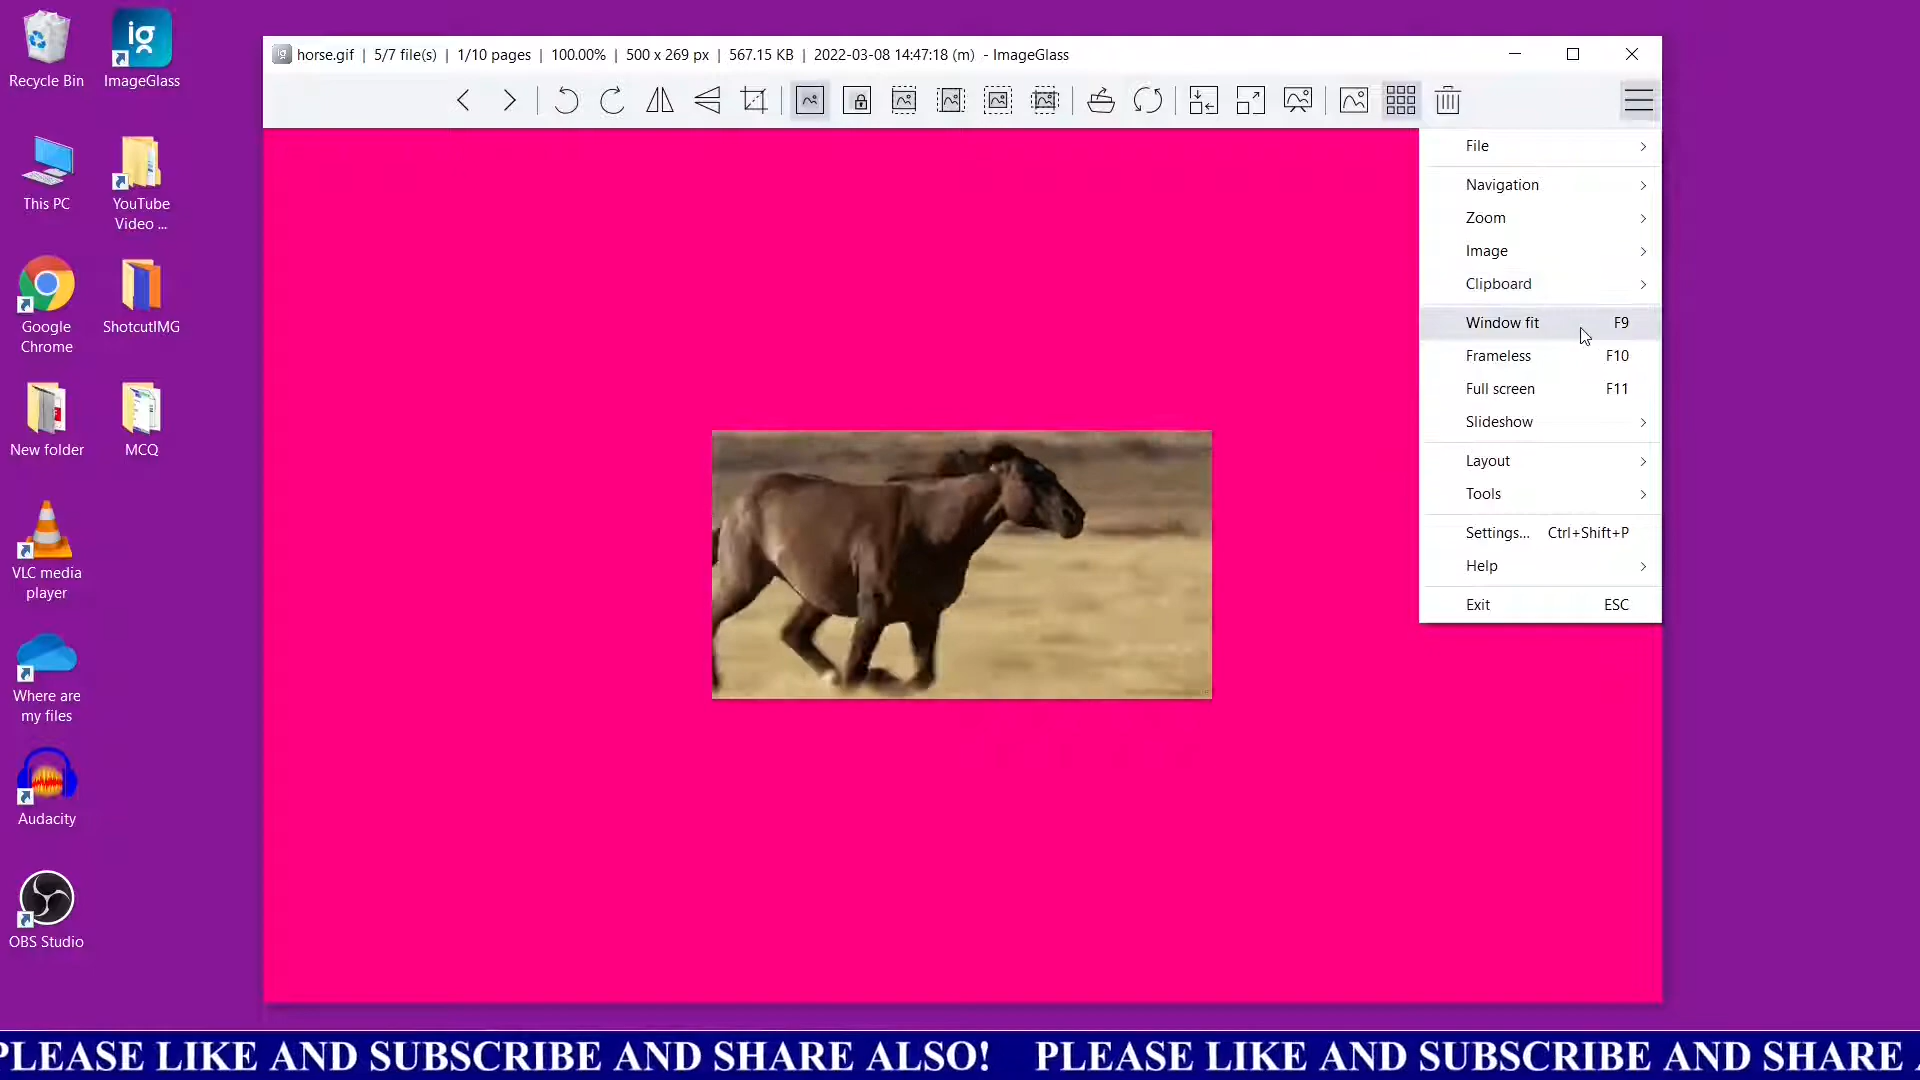 Recycle Bin
ImageGlass
This PC
YouTube
Video ...
Google
Chrome
ShotcutIMG
New folder
MCQ
VLC media
player
Where are
my files
Audacity
OBS Studio
horse.gif | 5/7 file(s) | 1/10 pages | 100.00% | 500 x 269 px | 567.15 KB | 2022-03-08 14:47:18 (m) - ImageGlass
File
Navigation
Zoom
Image
Clipboard
Window fit F9
Frameless F10
Full screen F11
Slideshow
Layout
Tools
Settings... Ctrl+Shift+P
Help
Exit ESC
PLEASE LIKE AND SUBSCRIBE AND SHARE ALSO! PLEASE LIKE AND SUBSCRIBE AND SHARE